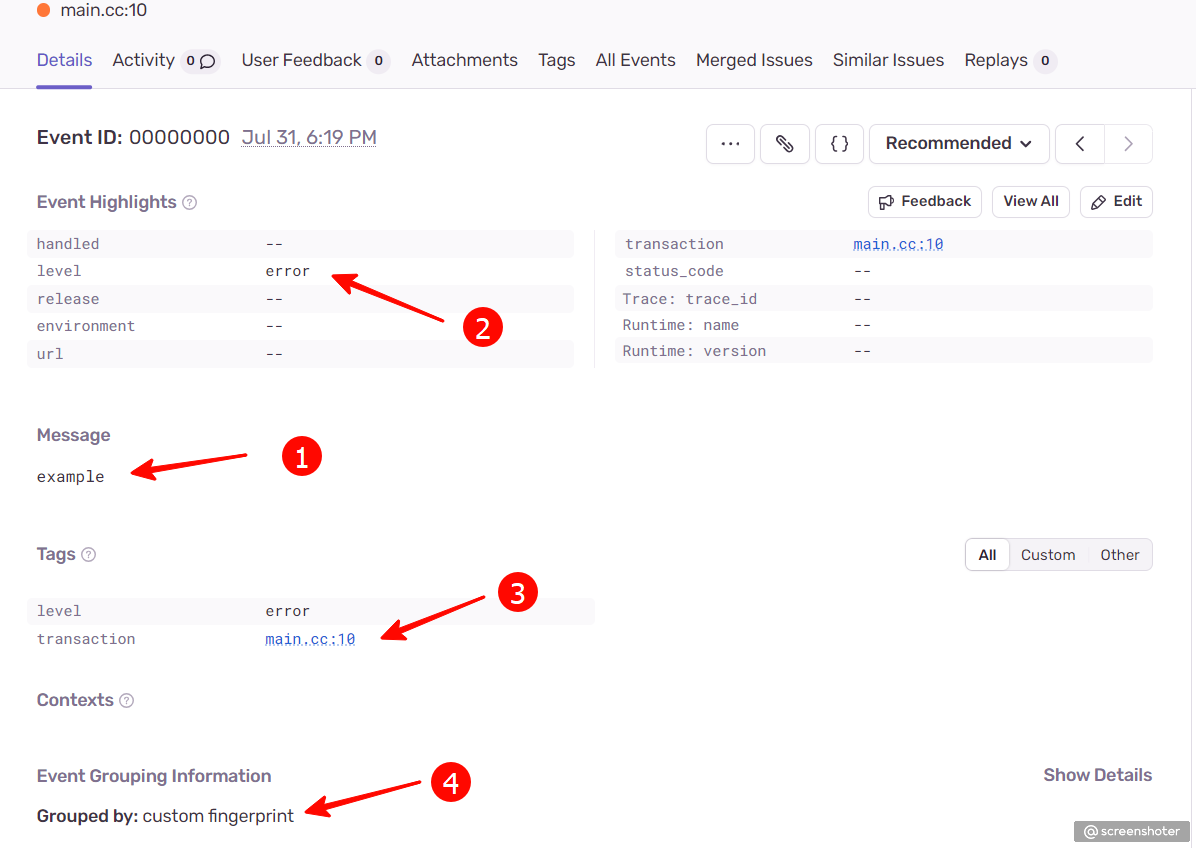 main.cc:10
Details Activity 0 User Feedback 0 Attachments Tags All Events Merged Issues Similar Issues Replays 0
Event ID: 00000000 Jul 31, 6:19 PM
... {} Recommended
Event Highlights ? Feedback View All Edit
handled --
level error
release --
environment --
url --
2
transaction main.cc:10
status_code --
Trace: trace_id --
Runtime: name --
Runtime: version --
Message
example
1
Tags ? All Custom Other
level error
transaction main.cc:10
3
Contexts ?
Event Grouping Information Show Details
Grouped by: custom fingerprint
4
@screenshoter